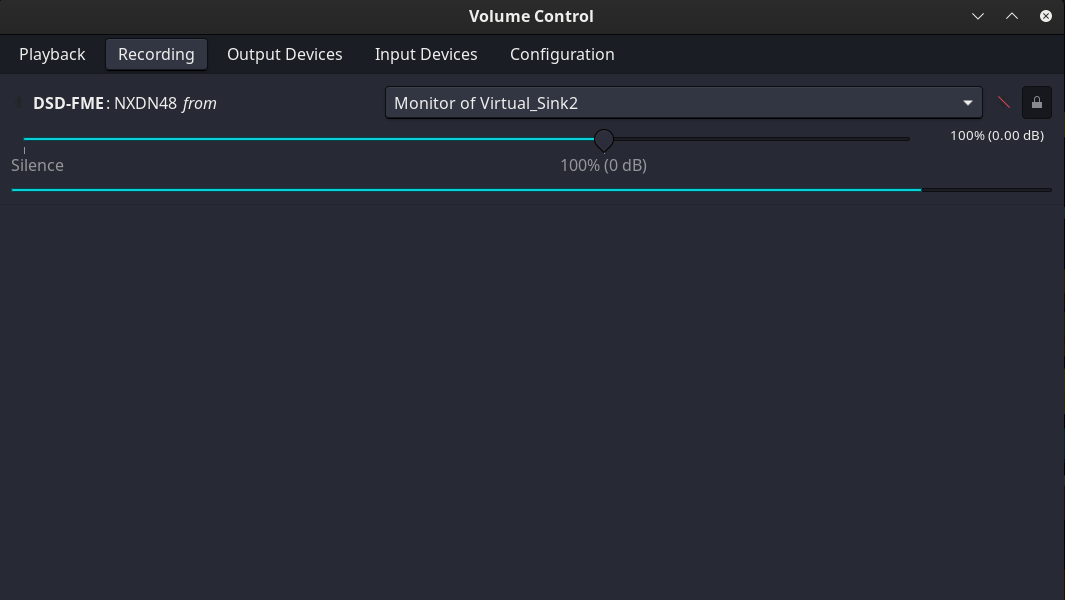 Volume Control
Playback Recording Output Devices Input Devices Configuration
DSD-FME: NXDN48 from Monitor of Virtual_Sink2
100% (0.00 dB)
Silence 100% (0 dB)